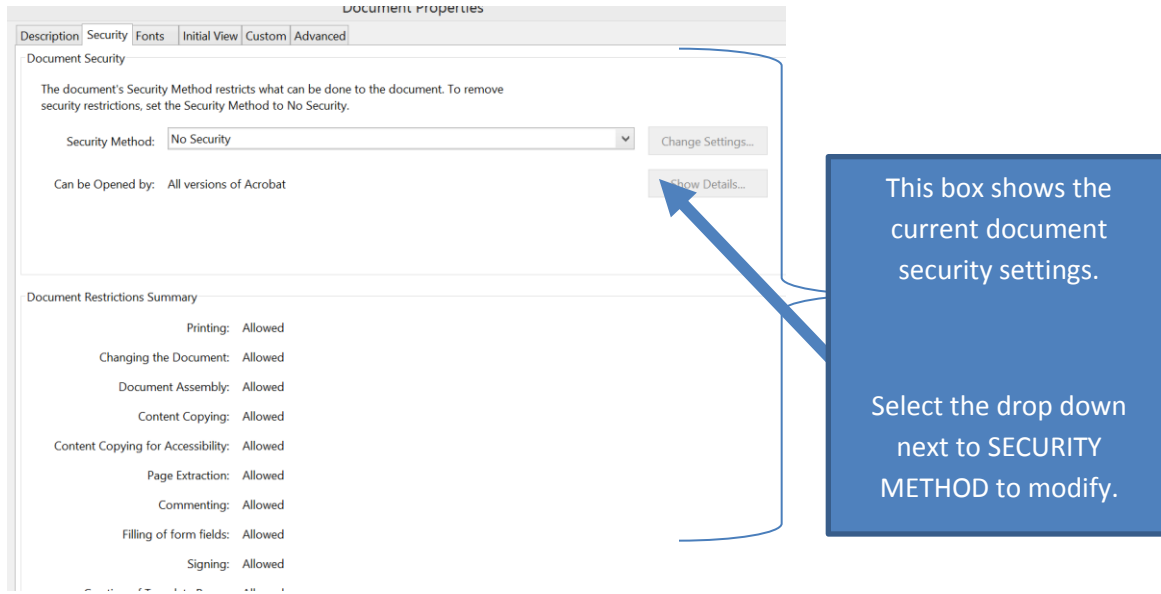 Document Properties
Description Security Fonts Initial View Custom Advanced
Document Security
The document's Security Method restricts what can be done to the document. To remove
security restrictions, set the Security Method to No Security.
Security Method: No Security Change Settings...
Can be Opened by: All versions of Acrobat Show Details...
Document Restrictions Summary
Printing: Allowed
Changing the Document: Allowed
Document Assembly: Allowed
Content Copying: Allowed
Content Copying for Accessibility: Allowed
Page Extraction: Allowed
Commenting: Allowed
Filling of form fields: Allowed
Signing: Allowed
This box shows the
current document
security settings.
Select the drop down
next to SECURITY
METHOD to modify.